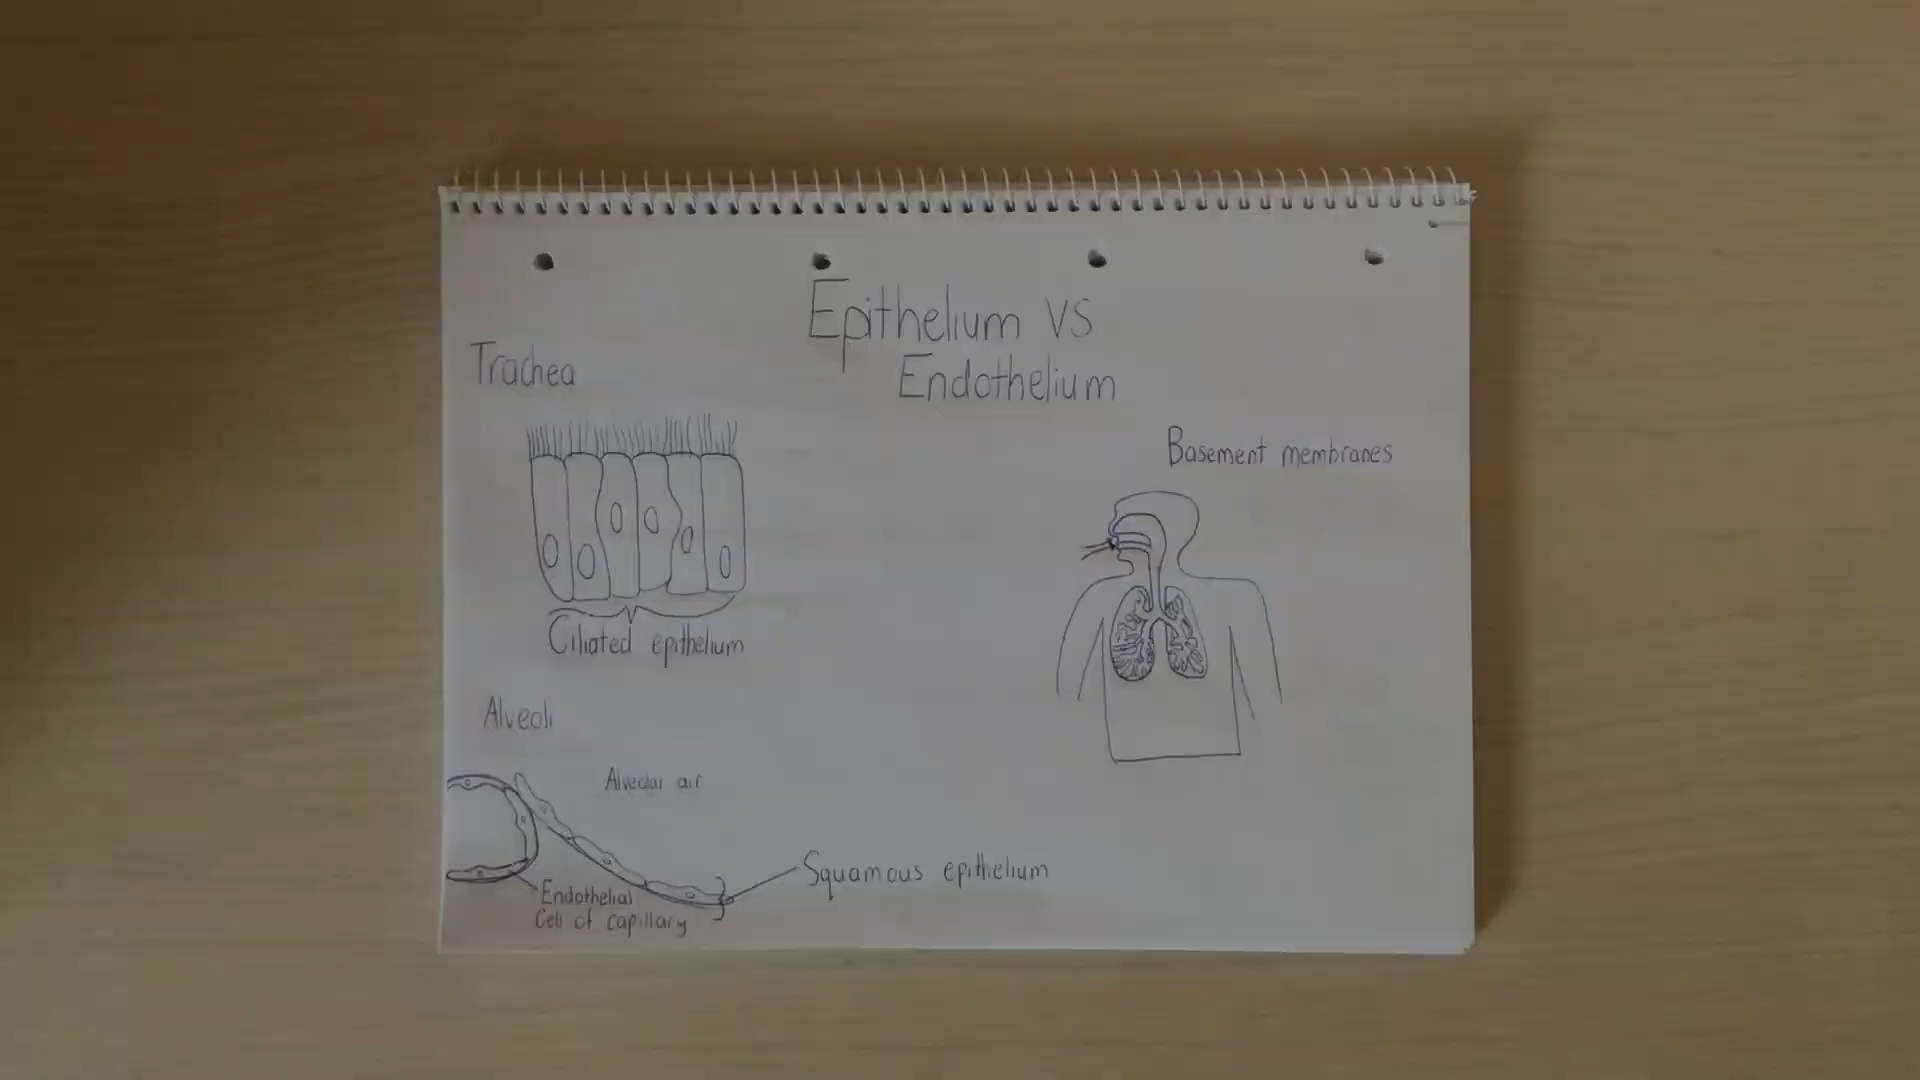 Epithelium vs
Endothelium
Trachea
Basement membranes
Ciliated epithelium
Alveoli
Alveolar air
Squamous epithelium
Endothelial
Cell of capillary